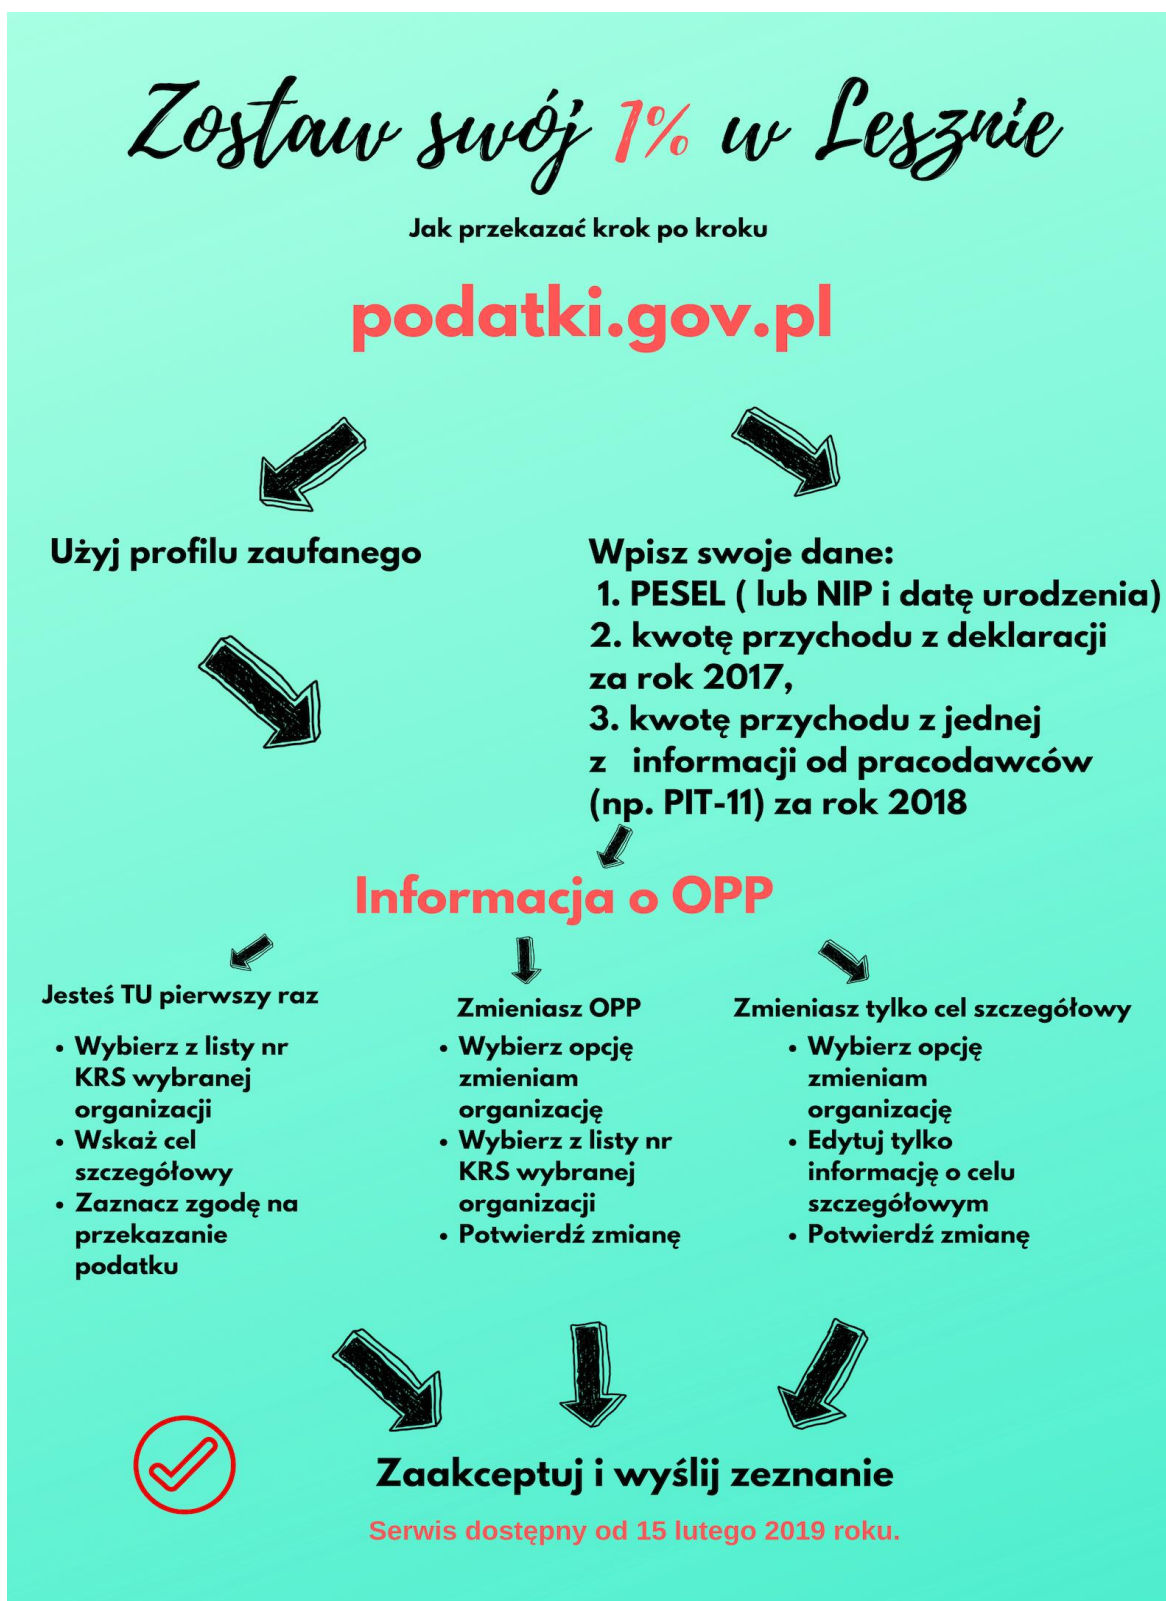 Zostaw swój 1% w Lesznie
Jak przekazać krok po kroku
podatki.gov.pl
Użyj profilu zaufanego
Wpisz swoje dane:
1. PESEL ( lub NIP i datę urodzenia)
2. kwotę przychodu z deklaracji
za rok 2017,
3. kwotę przychodu z jednej
z informacji od pracodawców
(np. PIT-11) za rok 2018
Informacja o OPP
Jesteś TU pierwszy raz
• Wybierz z listy nr
KRS wybranej
organizacji
• Wskaż cel
szczegółowy
• Zaznacz zgodę na
przekazanie
podatku
Zmieniasz OPP
• Wybierz opcję
zmieniam
organizację
• Wybierz z listy nr
KRS wybranej
organizacji
• Potwierdź zmianę
Zmieniasz tylko cel szczegółowy
• Wybierz opcję
zmieniam
organizację
• Edytuj tylko
informację o celu
szczegółowym
• Potwierdź zmianę
Zaakceptuj i wyślij zeznanie
Serwis dostępny od 15 lutego 2019 roku.